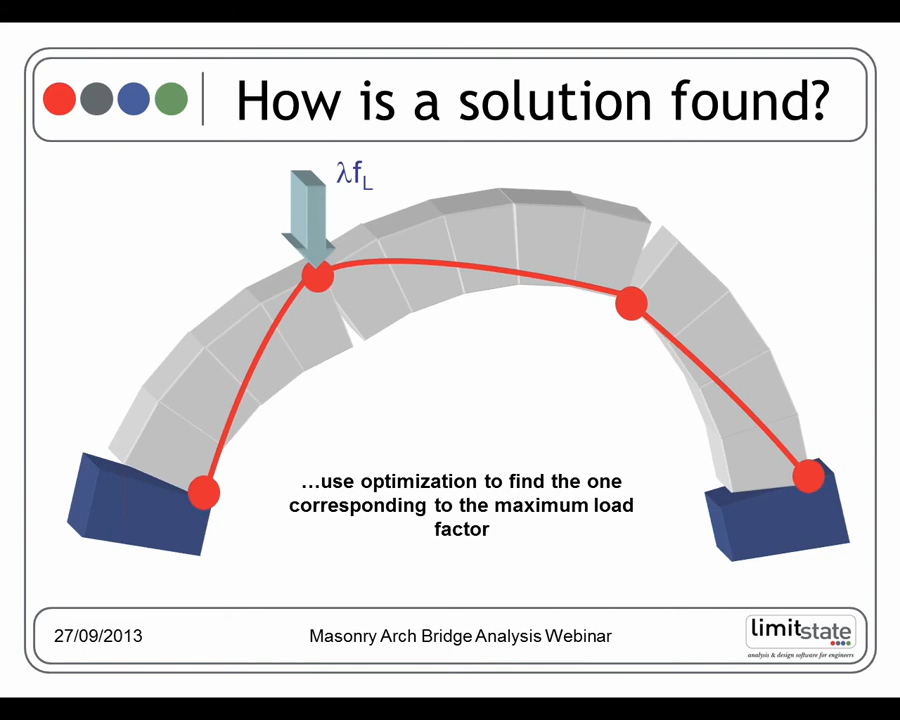 How is a solution found?
λfL
…use optimization to find the one
corresponding to the maximum load
factor
27/09/2013
Masonry Arch Bridge Analysis Webinar
limitstate
analysis & design software for engineers